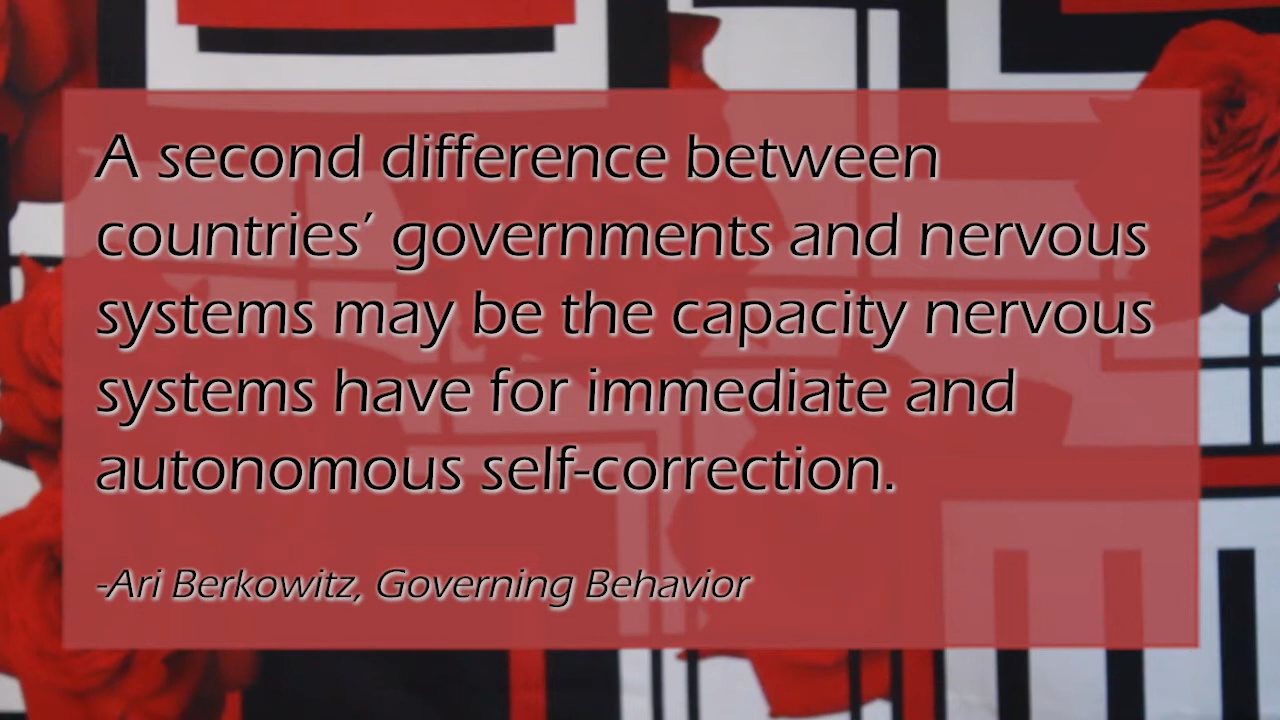 A second difference between
countries’ governments and nervous
systems may be the capacity nervous
systems have for immediate and
autonomous self-correction.
-Ari Berkowitz, Governing Behavior